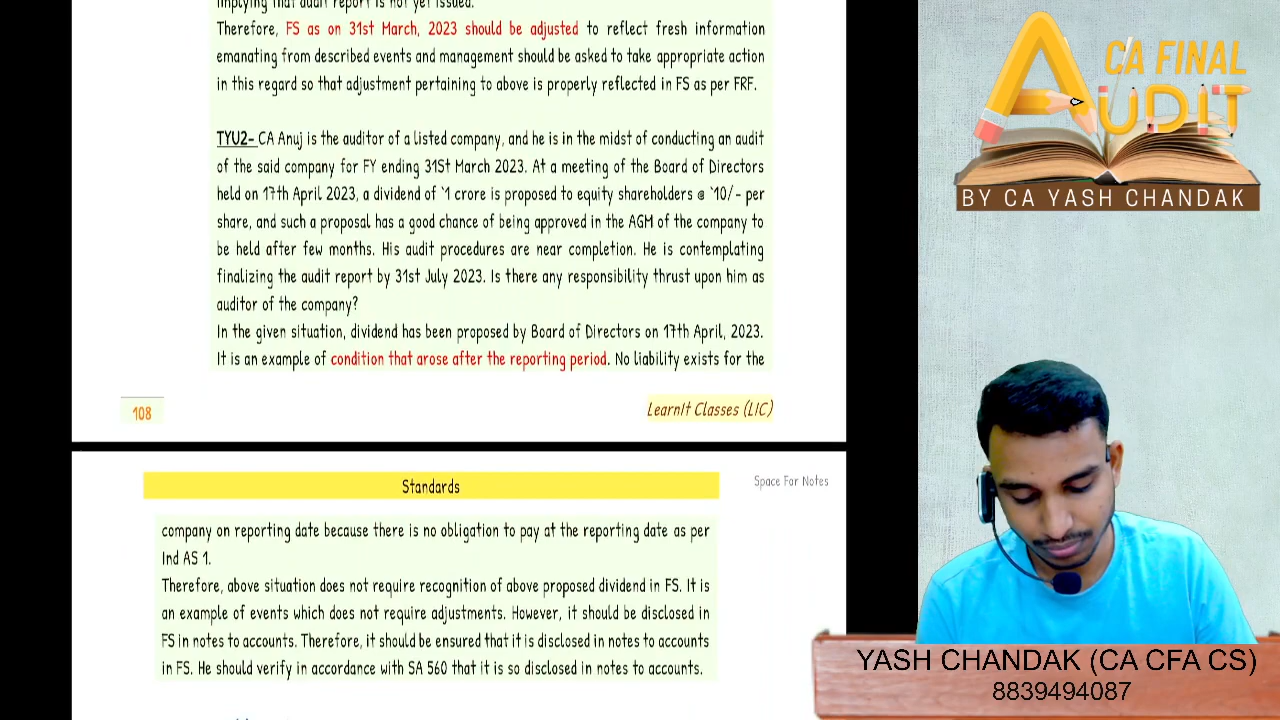 implying that audit report is not yet issued.
Therefore, FS as on 31st March, 2023 should be adjusted to reflect fresh information
emanating from described events and management should be asked to take appropriate action
in this regard so that adjustment pertaining to above is properly reflected in FS as per FRF.
TYU2- CA Anuj is the auditor of a listed company, and he is in the midst of conducting an audit
of the said company for FY ending 31ST March 2023. At a meeting of the Board of Directors
held on 17th April 2023, a dividend of `1 crore is proposed to equity shareholders @ `10/- per
share, and such a proposal has a good chance of being approved in the AGM of the company to
be held after few months. His audit procedures are near completion. He is contemplating
finalizing the audit report by 31st July 2023. Is there any responsibility thrust upon him as
auditor of the company?
In the given situation, dividend has been proposed by Board of Directors on 17th April, 2023.
It is an example of condition that arose after the reporting period. No liability exists for the
108
LearnIt Classes (LIC)
Standards
Space For Notes
company on reporting date because there is no obligation to pay at the reporting date as per
Ind AS 1.
Therefore, above situation does not require recognition of above proposed dividend in FS. It is
an example of events which does not require adjustments. However, it should be disclosed in
FS in notes to accounts. Therefore, it should be ensured that it is disclosed in notes to accounts
in FS. He should verify in accordance with SA 560 that it is so disclosed in notes to accounts.
CA FINAL
AUDIT
BY CA YASH CHANDAK
YASH CHANDAK (CA CFA CS)
8839494087